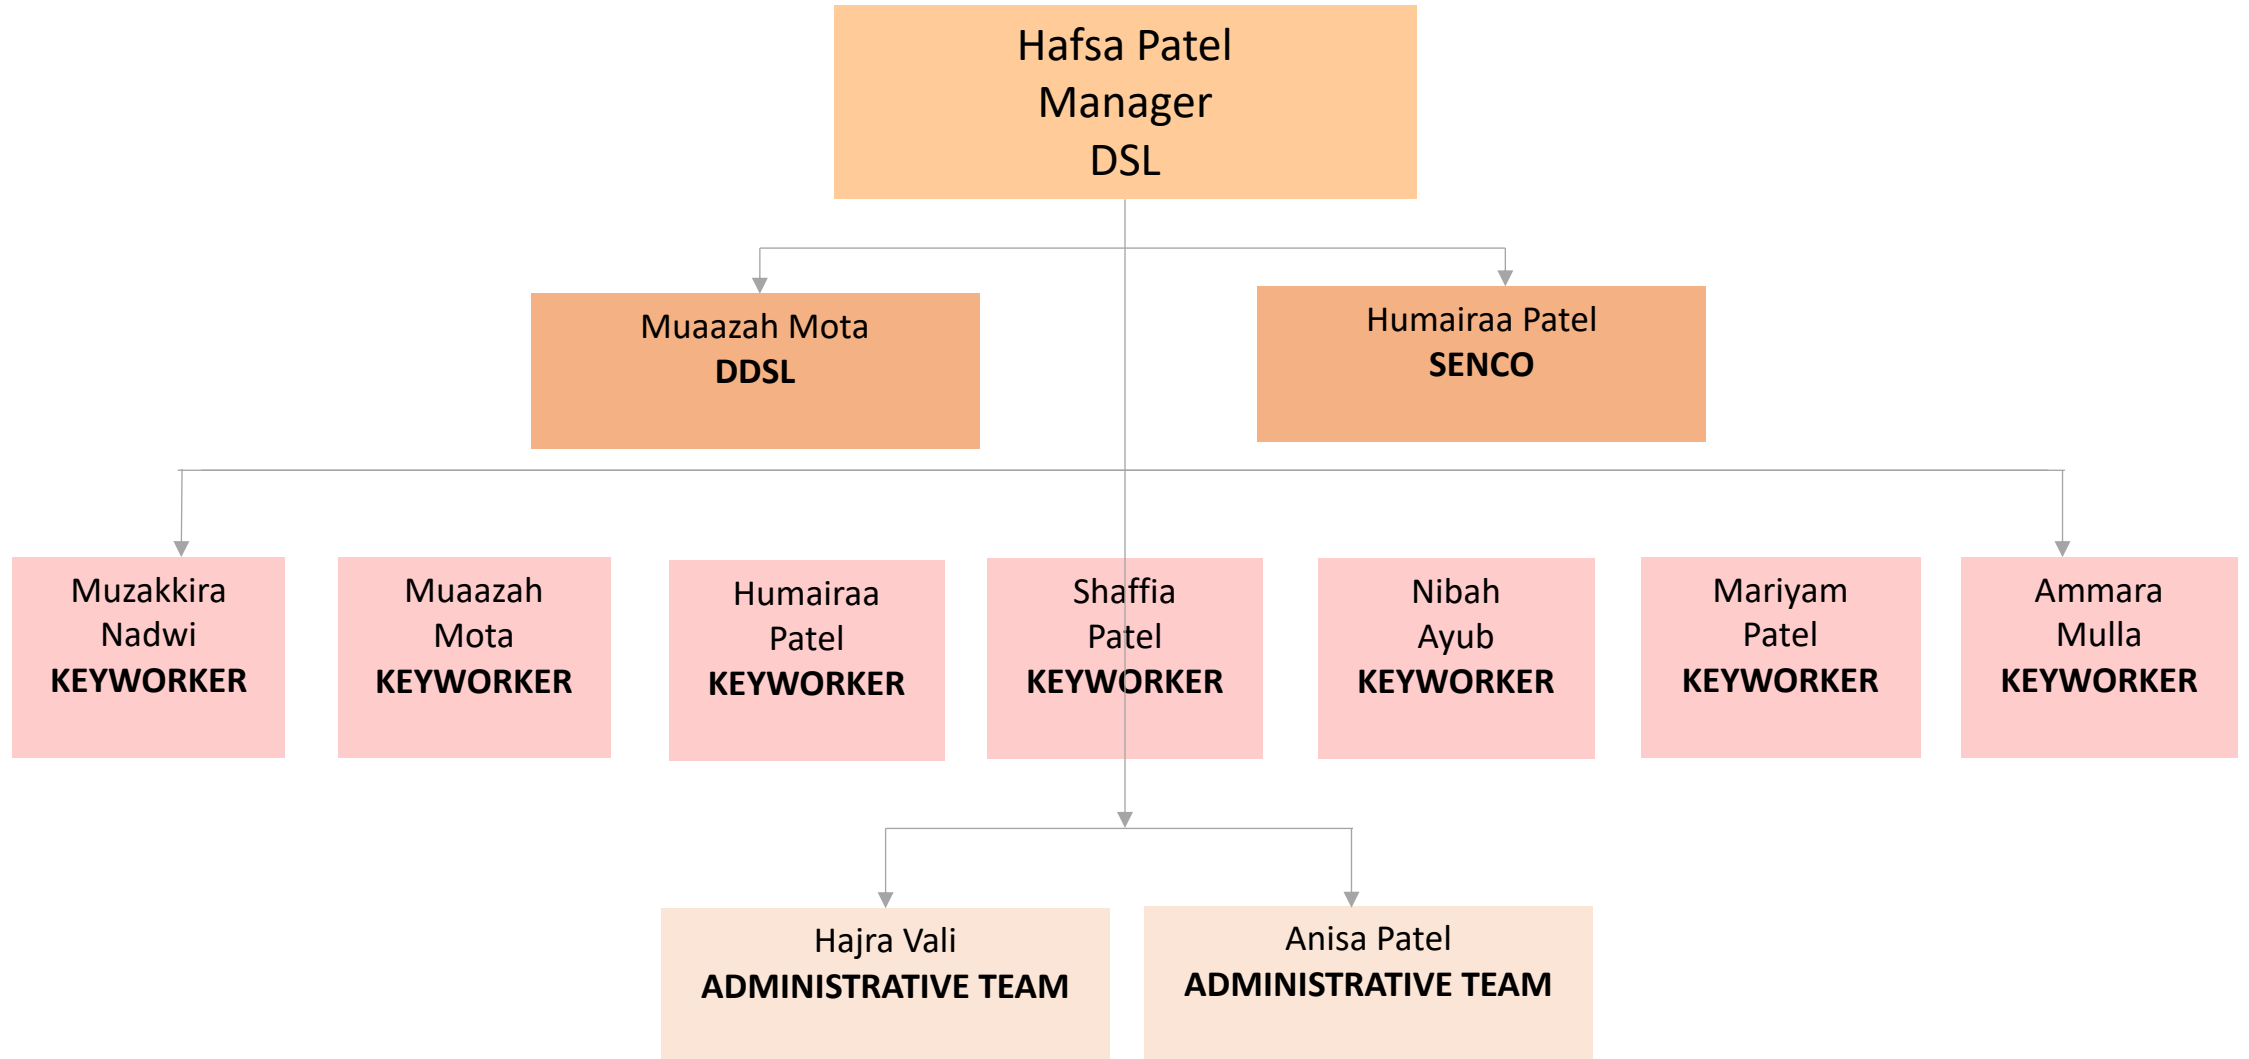 Hafsa Patel
Manager
DSL
Muaazah Mota
DDSL
Humairaa Patel
SENCO
Muzakkira
Nadwi
KEYWORKER
Muaazah
Mota
KEYWORKER
Humairaa
Patel
KEYWORKER
Shaffia
Patel
KEYWORKER
Nibah
Ayub
KEYWORKER
Mariyam
Patel
KEYWORKER
Ammara
Mulla
KEYWORKER
Hajra Vali
ADMINISTRATIVE TEAM
Anisa Patel
ADMINISTRATIVE TEAM